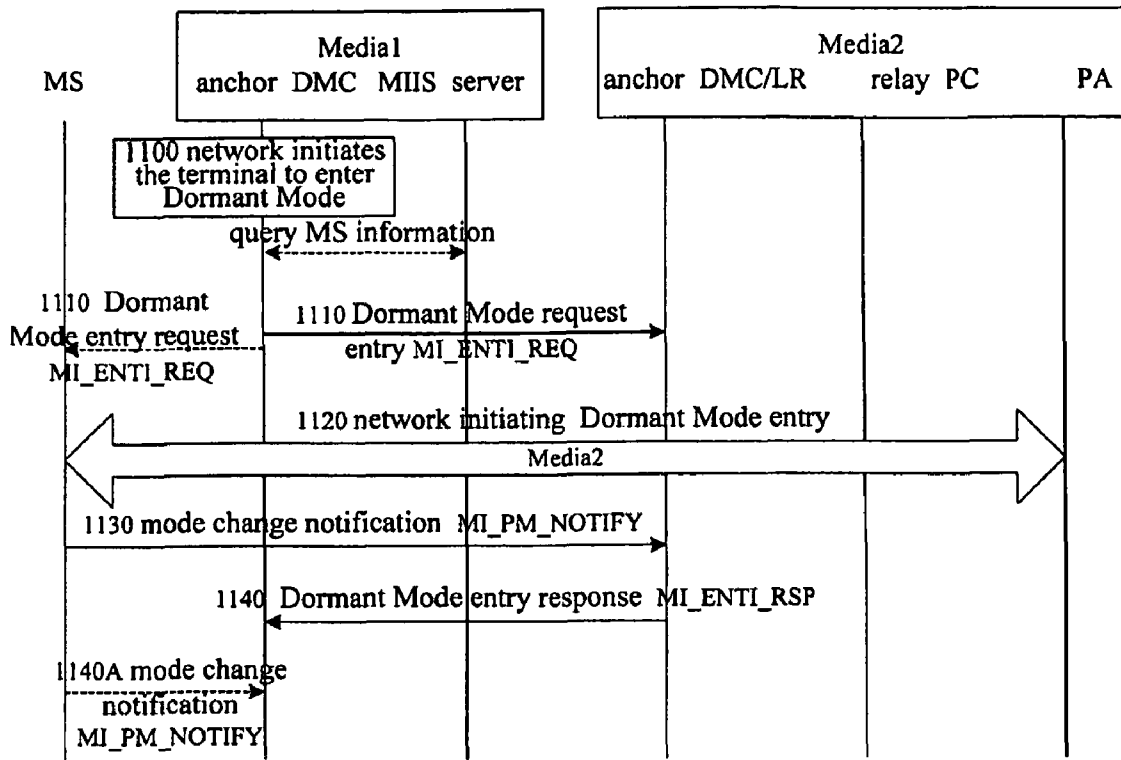 Media1
Media2
MS
anchor DMC MIIS server
anchor DMC/LR relay PC PA
1100 network initiates
the terminal to enter
Dormant Mode
query MS information
1110 Dormant
Mode entry request
MI_ENTI_REQ
1110 Dormant Mode request
entry MI_ENTI_REQ
1120 network initiating Dormant Mode entry
Media2
1130 mode change notification MI_PM_NOTIFY
1140 Dormant Mode entry response MI_ENTI_RSP
1140A mode change
notification
MI_PM_NOTIFY